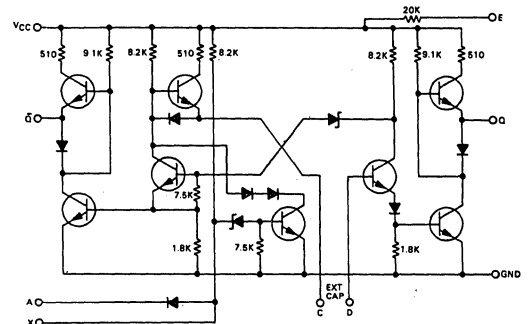 20K
E
VCC
510
9.1K
8.2K
510
8.2K
8.2K
9.1K
510
Q̅
Q
7.5K
1.8K
7.5K
1.8K
GND
A
EXT
CAP
C
D
X